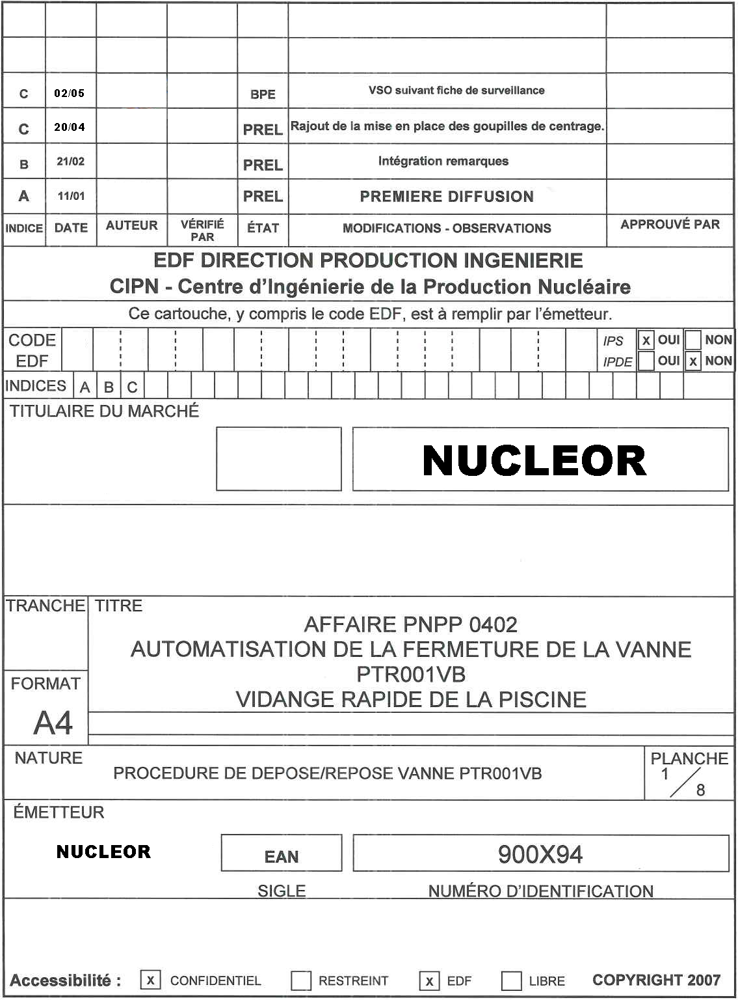 C 02/05 BPE VSO suivant fiche de surveillance
C 20/04 PREL Rajout de la mise en place des goupilles de centrage.
B 21/02 PREL Intégration remarques
A 11/01 PREL PREMIERE DIFFUSION
INDICE DATE AUTEUR VÉRIFIÉ PAR ÉTAT MODIFICATIONS - OBSERVATIONS APPROUVÉ PAR
EDF DIRECTION PRODUCTION INGENIERIE
CIPN - Centre d'Ingénierie de la Production Nucléaire
Ce cartouche, y compris le code EDF, est à remplir par l'émetteur.
CODE EDF
IPS X OUI NON
IPDE OUI X NON
INDICES A B C
TITULAIRE DU MARCHÉ
NUCLEOR
TRANCHE
TITRE
AFFAIRE PNPP 0402
AUTOMATISATION DE LA FERMETURE DE LA VANNE
PTR001VB
VIDANGE RAPIDE DE LA PISCINE
FORMAT
A4
NATURE
PROCEDURE DE DEPOSE/REPOSE VANNE PTR001VB
PLANCHE
1/8
ÉMETTEUR
NUCLEOR EAN 900X94
SIGLE NUMÉRO D'IDENTIFICATION
Accessibilité : X CONFIDENTIEL RESTREINT X EDF LIBRE COPYRIGHT 2007